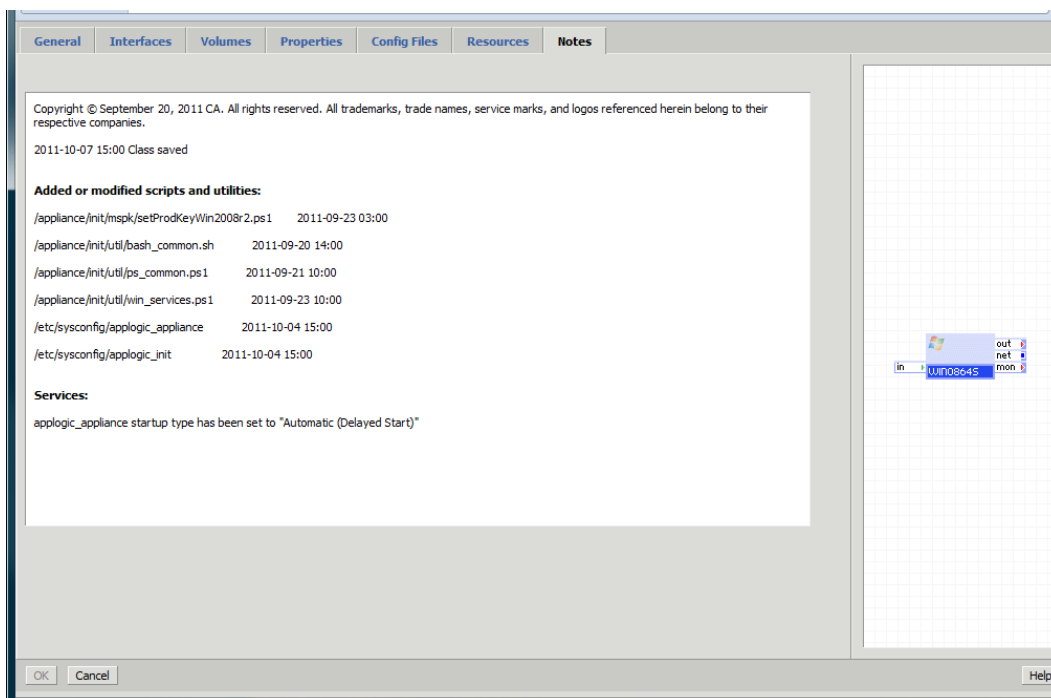 General Interfaces Volumes Properties Config Files Resources Notes
Copyright © September 20, 2011 CA. All rights reserved. All trademarks, trade names, service marks, and logos referenced herein belong to their
respective companies.
2011-10-07 15:00 Class saved
Added or modified scripts and utilities:
/appliance/init/mspk/setProdKeyWin2008r2.ps1 2011-09-23 03:00
/appliance/init/util/bash_common.sh 2011-09-20 14:00
/appliance/init/util/ps_common.ps1 2011-09-21 10:00
/appliance/init/util/win_services.ps1 2011-09-23 10:00
/etc/sysconfig/applogic_appliance 2011-10-04 15:00
/etc/sysconfig/applogic_init 2011-10-04 15:00
Services:
applogic_appliance startup type has been set to "Automatic (Delayed Start)"
out
net
in WIN0864S mon
OK Cancel Help